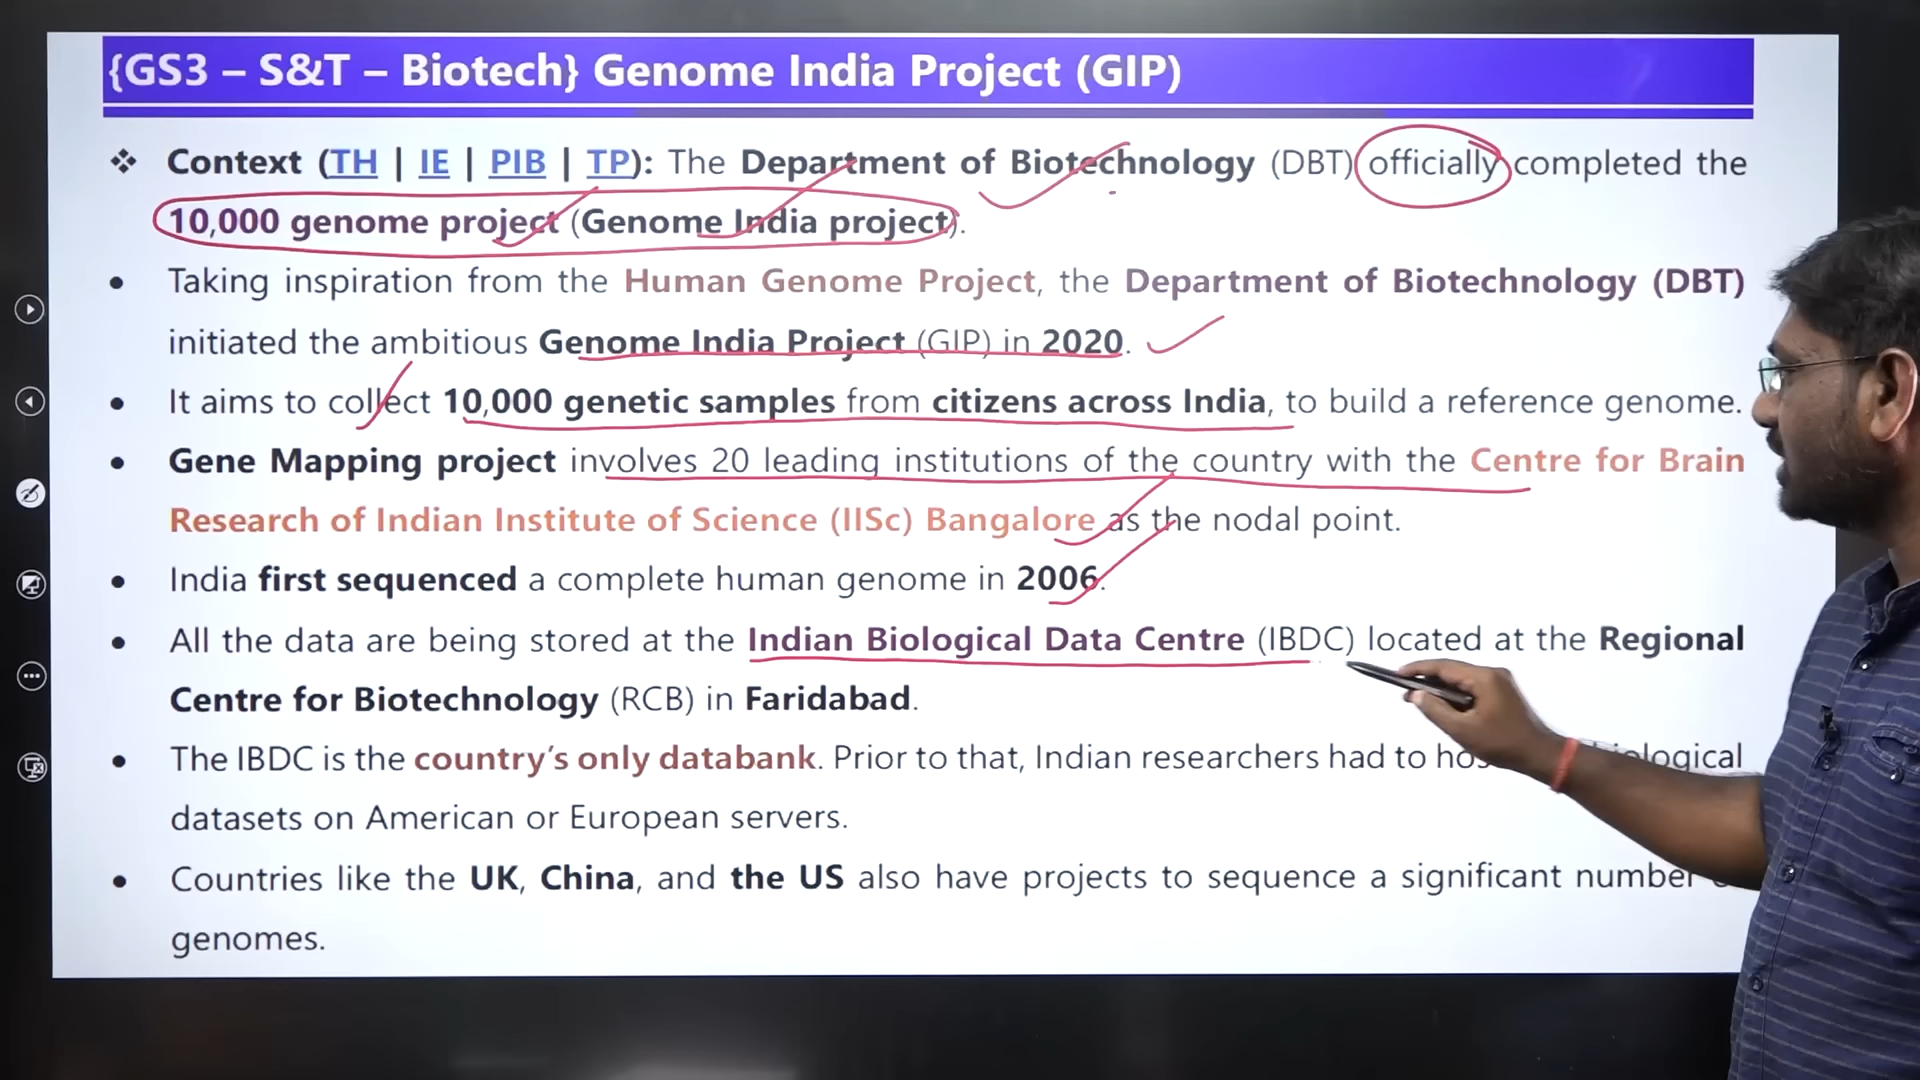 {GS3 – S&T – Biotech} Genome India Project (GIP)
❖ Context (TH | IE | PIB | TP): The Department of Biotechnology (DBT) officially completed the
10,000 genome project (Genome India project).
• Taking inspiration from the Human Genome Project, the Department of Biotechnology (DBT)
initiated the ambitious Genome India Project (GIP) in 2020.
• It aims to collect 10,000 genetic samples from citizens across India, to build a reference genome.
• Gene Mapping project involves 20 leading institutions of the country with the Centre for Brain
Research of Indian Institute of Science (IISc) Bangalore as the nodal point.
• India first sequenced a complete human genome in 2006.
• All the data are being stored at the Indian Biological Data Centre (IBDC) located at the Regional
Centre for Biotechnology (RCB) in Faridabad.
• The IBDC is the country's only databank. Prior to that, Indian researchers had to
datasets on American or European servers.
• Countries like the UK, China, and the US also have projects to sequence a significant number
genomes.